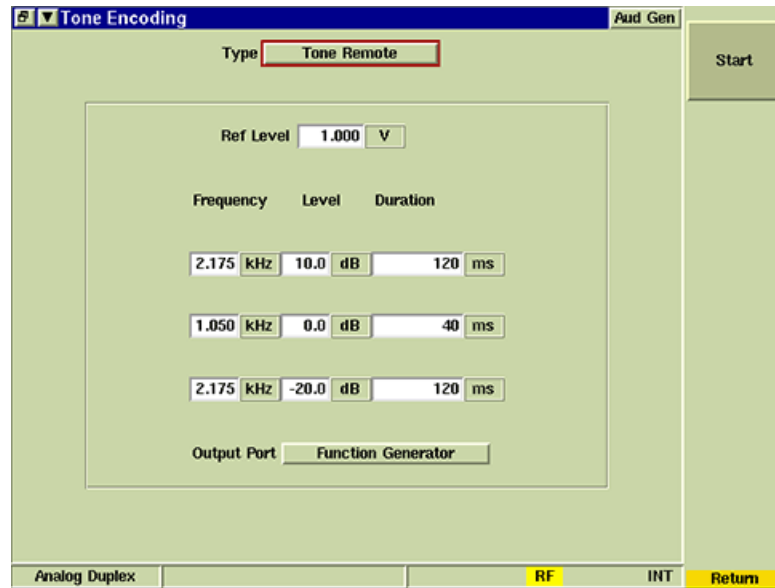 Tone Encoding Aud Gen
Type Tone Remote
Start
Ref Level 1.000 V
Frequency Level Duration
2.175 kHz 10.0 dB 120 ms
1.050 kHz 0.0 dB 40 ms
2.175 kHz -20.0 dB 120 ms
Output Port Function Generator
Analog Duplex RF INT Return